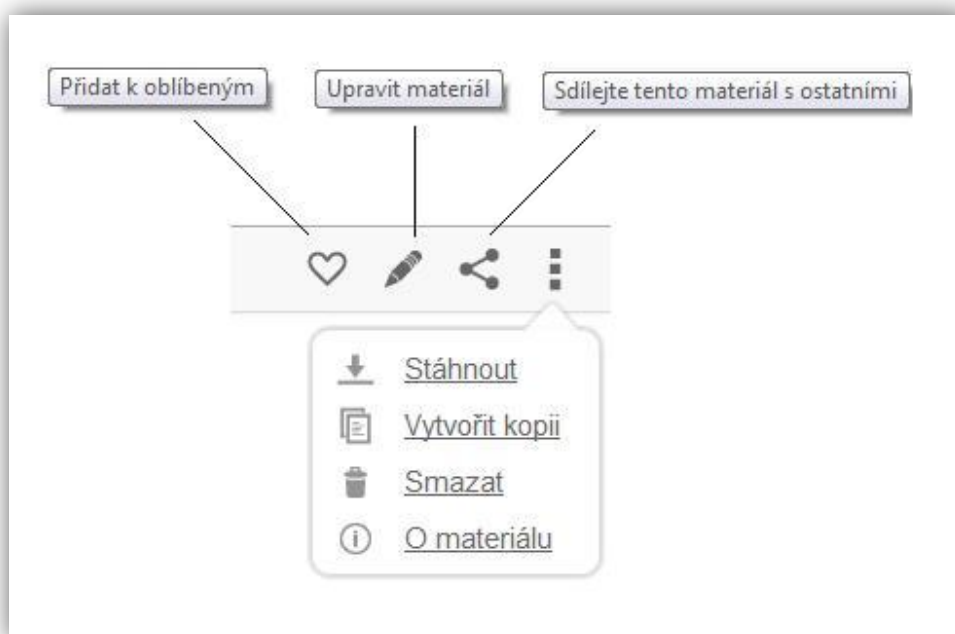 Přidat k oblíbeným
Upravit materiál
Sdílejte tento materiál s ostatními
Stáhnout
Vytvořit kopii
Smazat
O materiálu